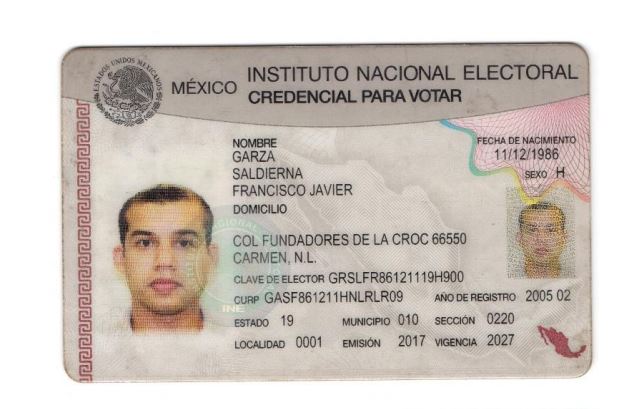 ESTADOS UNIDOS MEXICANOS
MÉXICO INSTITUTO NACIONAL ELECTORAL
CREDENCIAL PARA VOTAR
NOMBRE
GARZA
SALDIERNA
FRANCISCO JAVIER
FECHA DE NACIMIENTO
11/12/1986
SEXO H
DOMICILIO
COL FUNDADORES DE LA CROC 66550
CARMEN, N.L.
CLAVE DE ELECTOR GRSLFR86121119H900
CURP GASF861211HNLRLR09 AÑO DE REGISTRO 2005 02
ESTADO 19 MUNICIPIO 010 SECCIÓN 0220
LOCALIDAD 0001 EMISIÓN 2017 VIGENCIA 2027
INE